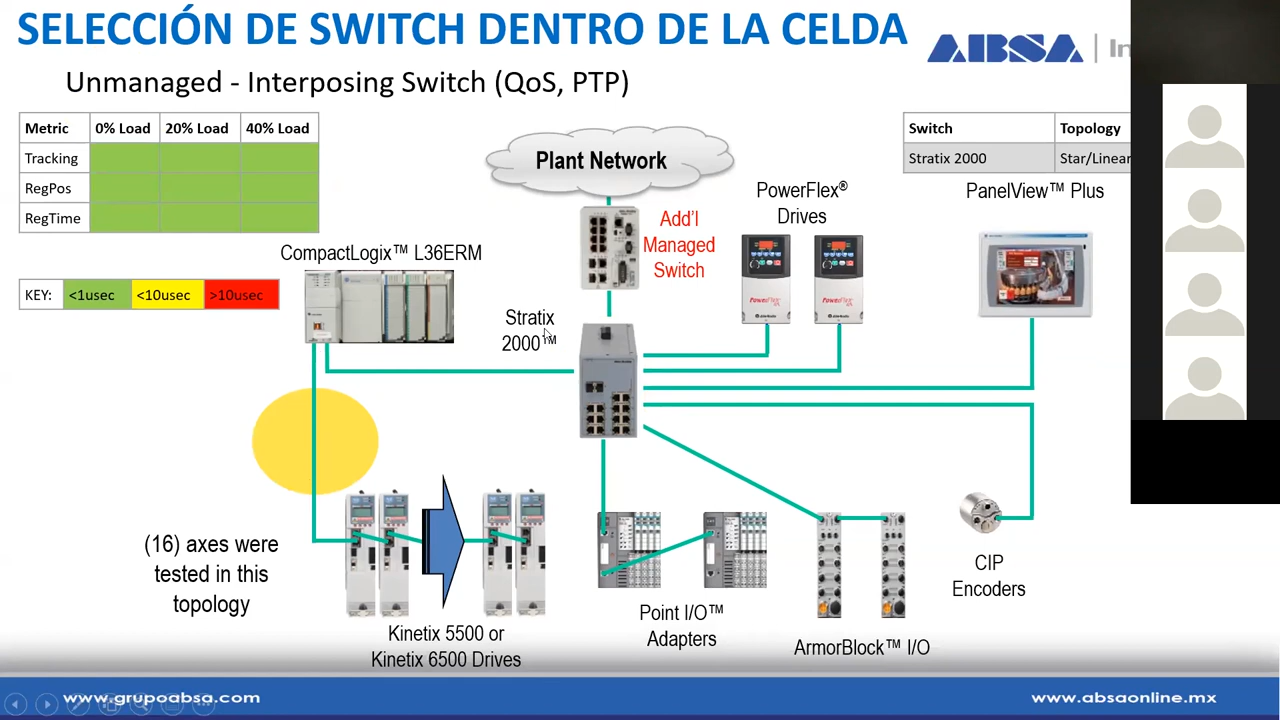 SELECCIÓN DE SWITCH DENTRO DE LA CELDA
ABSA
Unmanaged - Interposing Switch (QoS, PTP)
Metric 0% Load 20% Load 40% Load
Tracking
RegPos
RegTime
KEY: <1usec <10usec >10usec
Switch Topology
Stratix 2000 Star/Linear
Plant Network
Add'l
Managed
Switch
PowerFlex®
Drives
PanelView™ Plus
CompactLogix™ L36ERM
Stratix
2000™
(16) axes were
tested in this
topology
Kinetix 5500 or
Kinetix 6500 Drives
Point I/O™
Adapters
ArmorBlock™ I/O
CIP
Encoders
www.grupoabsa.com
www.absaonline.mx